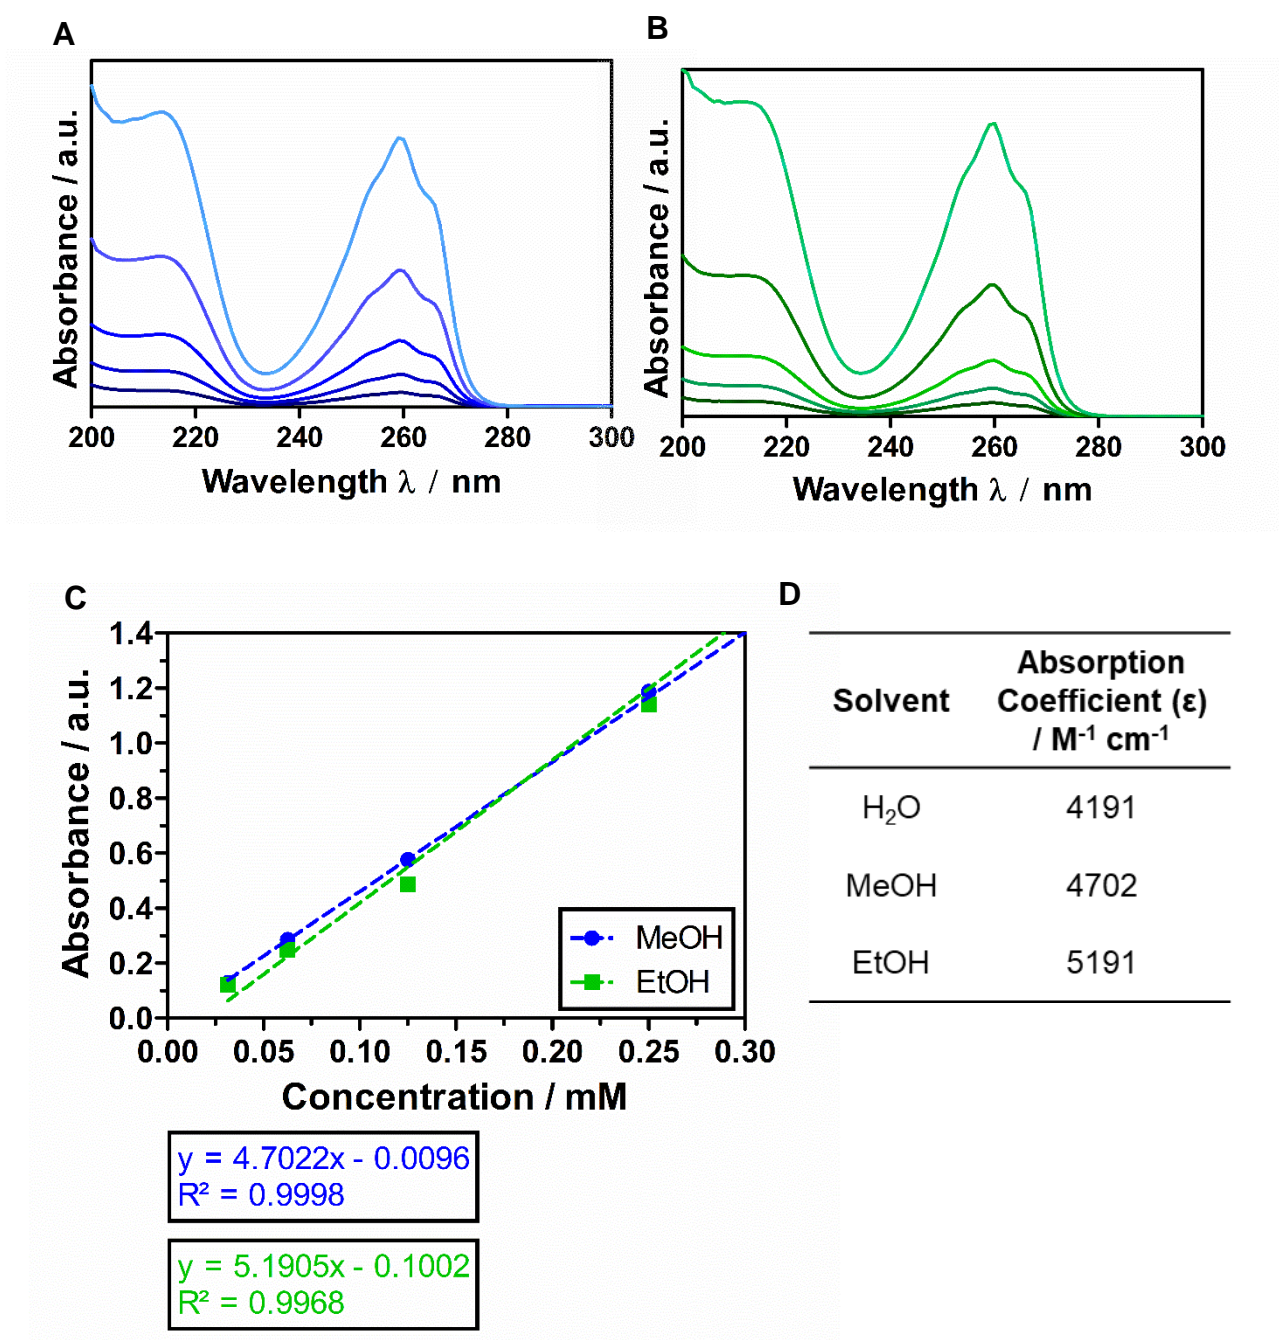 A
Absorbance / a.u.
200 220 240 260 280 300
Wavelength λ / nm
B
Absorbance / a.u.
200 220 240 260 280 300
Wavelength λ / nm
C
1.4
1.2
1.0
0.8
0.6
0.4
0.2
0.0
Absorbance / a.u.
MeOH
EtOH
0.00 0.05 0.10 0.15 0.20 0.25 0.30
Concentration / mM
y = 4.7022x - 0.0096
R² = 0.9998
y = 5.1905x - 0.1002
R² = 0.9968
D
Solvent
Absorption
Coefficient (ε)
/ M⁻¹ cm⁻¹
H₂O 4191
MeOH 4702
EtOH 5191